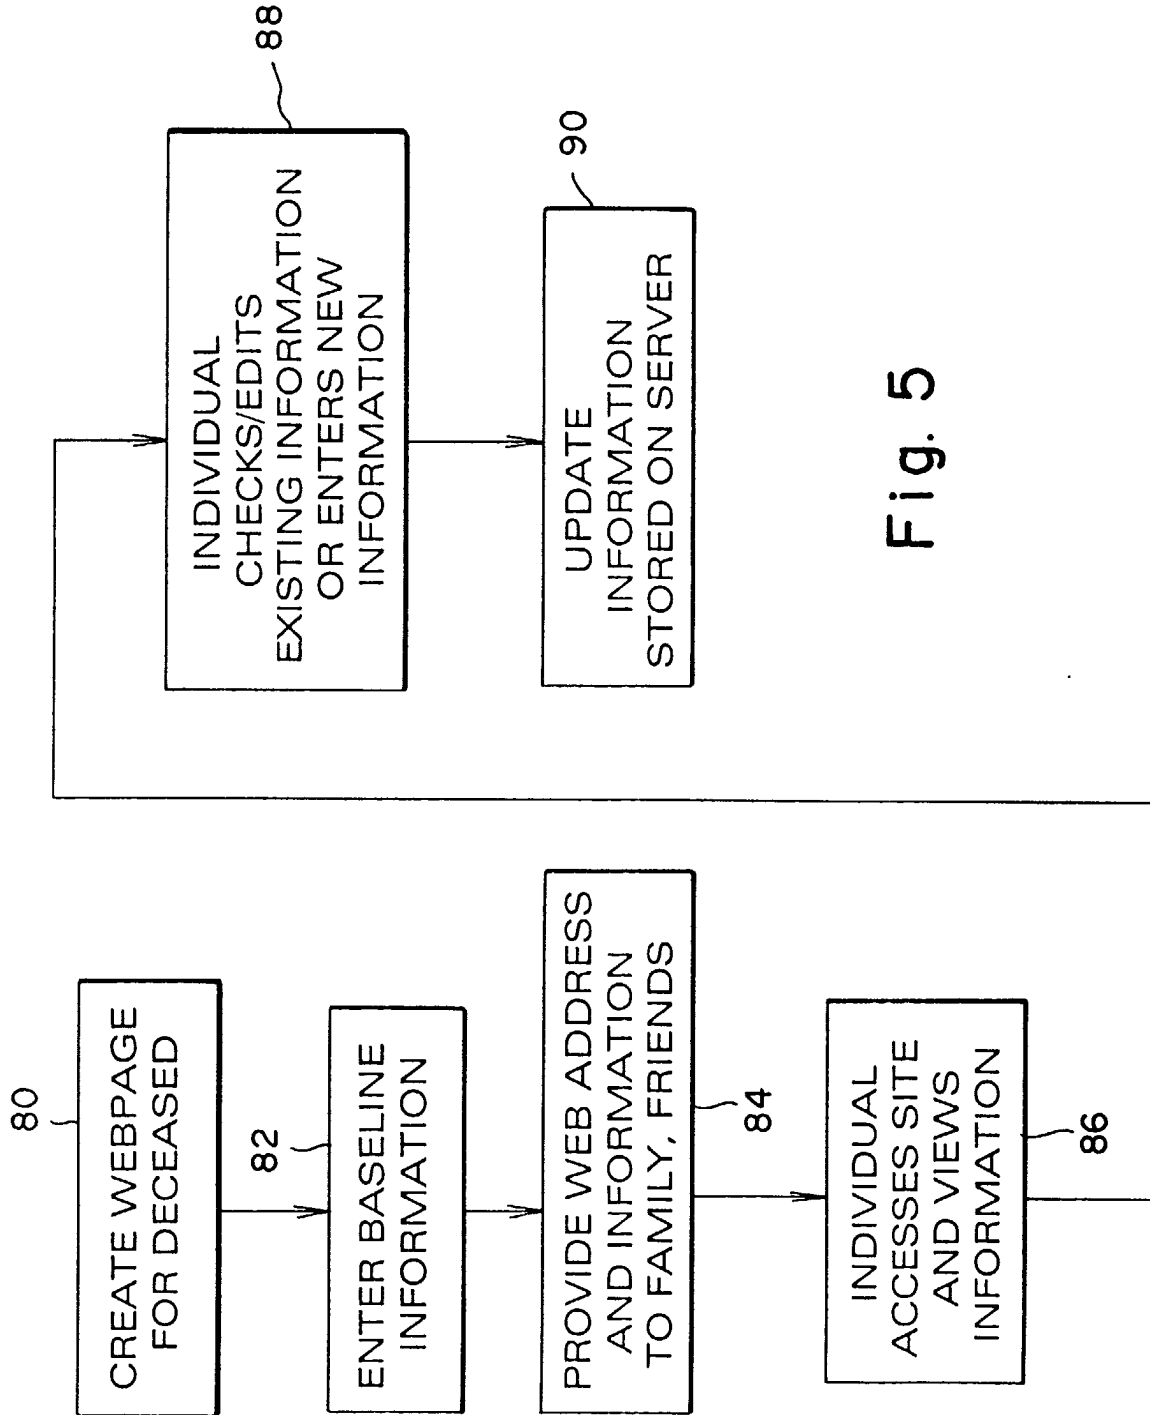 80
CREATE WEBPAGE
FOR DECEASED
82
ENTER BASELINE
INFORMATION
PROVIDE WEB ADDRESS
AND INFORMATION
TO FAMILY, FRIENDS
84
INDIVIDUAL
ACCESSES SITE
AND VIEWS
INFORMATION
86
88
INDIVIDUAL
CHECKS/EDITS
EXISTING INFORMATION
OR ENTERS NEW
INFORMATION
90
UPDATE
INFORMATION
STORED ON SERVER
Fig. 5